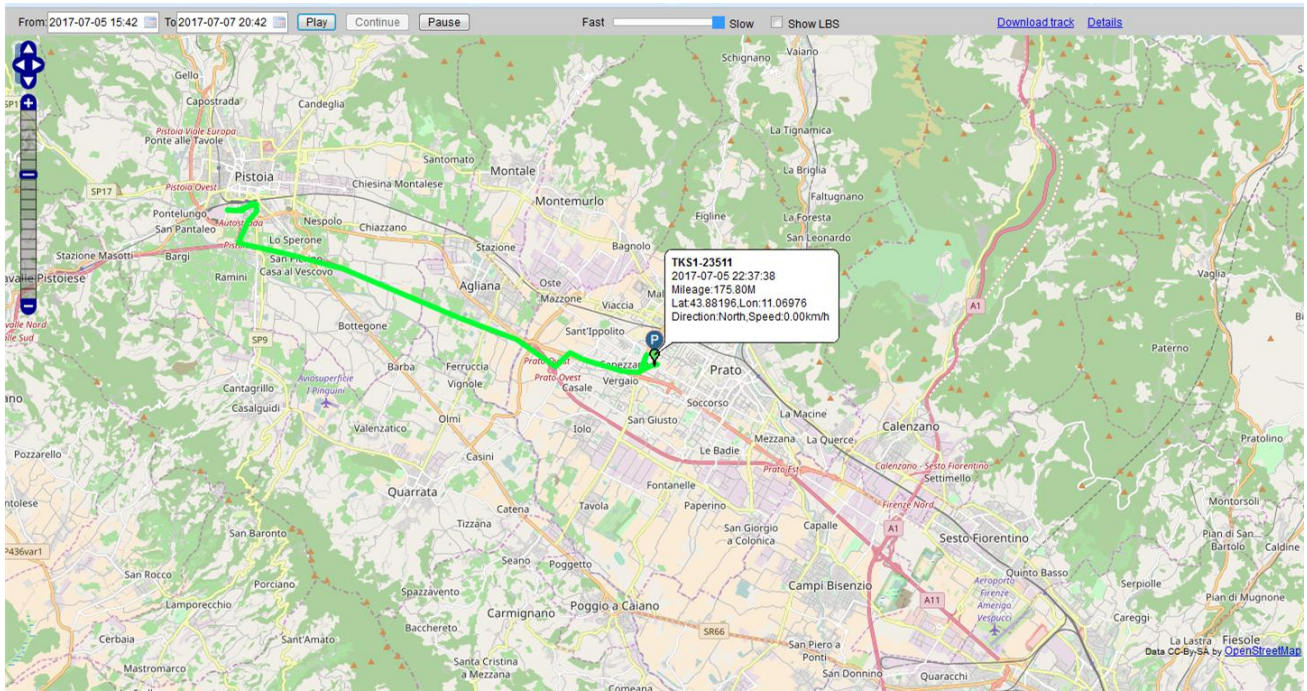 From: 2017-07-05 15:42 To 2017-07-07 20:42 Play Continue Pause Fast Slow Show LBS Download track Details
Vaiano
Schignano
Gello
Capostrada
Candeglia
SP1
Pistoia Viale Europa
Ponte alle Tavole
La Tignamica
Santomato
Montale
La Briglia
Pistoia
Chiesina Montalese
SP17
Pistoia Ovest
Faltugnano
Montemurlo
Pontelungo
Figline
La Foresta
Autostrada
Nespolo
San Pantaleo
Chiazzano
San Leonardo
Lo Sperone
Stazione
Bagnolo
Stazione Masotti
Bargi
Casa al Vescovo
TKS1-23511
2017-07-05 22:37:38
Mileage:175.80M
Lat:43.88196,Lon:11.06976
Direction:North,Speed:0.00km/h
Vaglia
Ramini
Agliana
Oste
Mazzone
Viaccia
A1
Bottegone
Sant'Ippolito
P
SP9
Paterno
Prato Ovest
Barba
Ferruccia
Vignole
Prato Ovest
Casale
Vergaio
Prato
Cantagrillo
Aviosuperficie
I Pinguini
Casalguidi
Soccorso
La Macine
Olmi
San Giusto
Calenzano
Valenzatico
Iolo
Mezzana
La Querce
Pratolino
Casini
Le Badie
Pozzarello
Prato Est
Calenzano - Sesto Fiorentino
Settimello
Fontanelle
Quarrata
Montorsoli
Catena
Tavola
Paperino
Firenze Nord
Tizzana
San Giorgio
a Colonica
Capalle
A1
San Baronto
Sesto Fiorentino
Pian di San
Bartolo
Caldine
P436var1
Seano
Poggetto
San Rocco
Quinto Basso
Porciano
Campi Bisenzio
Serpiolle
Spazzavento
Aeroporto
Firenze
Amerigo
Vespucci
Pian di Mugnone
Lamporecchio
Carmignano
Poggio a Caiano
A11
Bacchereto
Careggi
Cerbaia
Sant'Amato
SR66
La Lastra
Fiesole
San Piero a
Ponti
Data CC-By-SA by OpenStreetMap
Mastromarco
Santa Cristina
a Mezzana
San Donnino
Quaracchi
Comeana